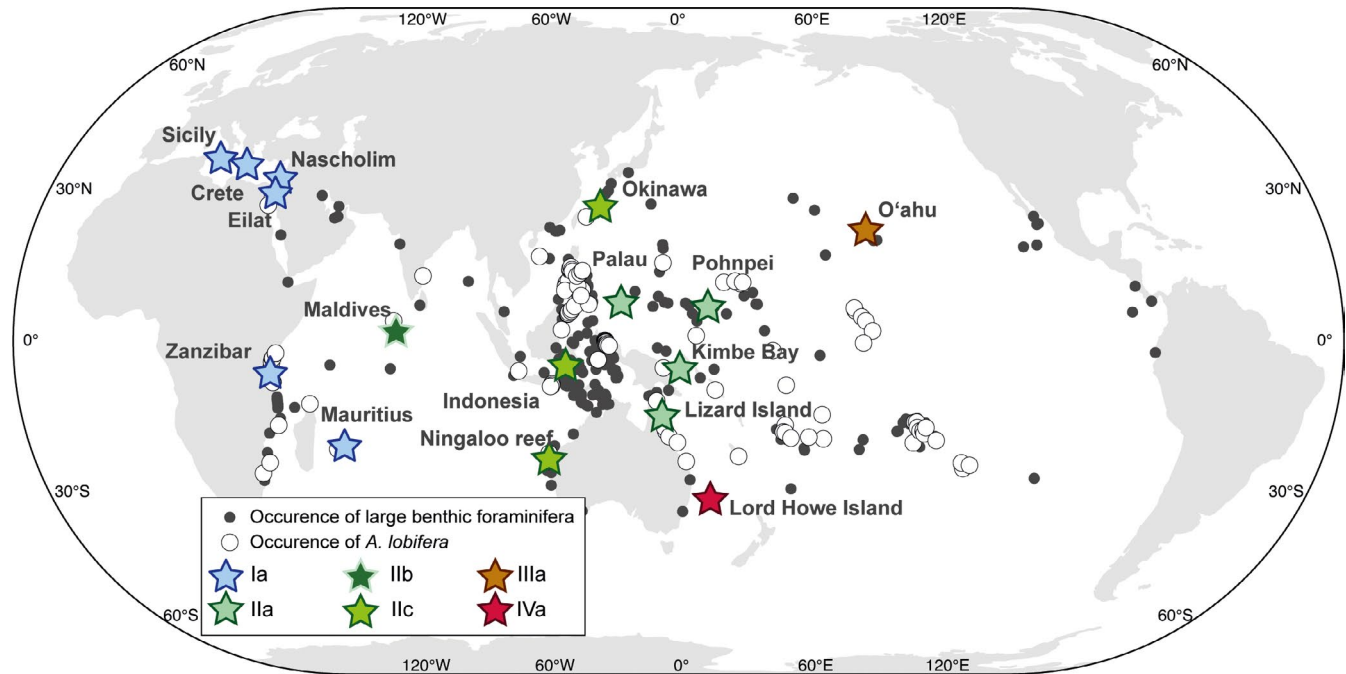 120°W 60°W 0° 60°E 120°E
60°N 60°N
Sicily
Nascholim
30°N Crete Okinawa 30°N
Eilat O‘ahu
Palau Pohnpei
Maldives
0° Zanzibar Kimbe Bay 0°
Indonesia Lizard Island
Mauritius
Ningaloo reef
30°S 30°S
Lord Howe Island
Occurence of large benthic foraminifera
Occurence of A. lobifera
Ia IIb IIIa
IIa IIc IVa
60°S 60°S
120°W 60°W 0° 60°E 120°E